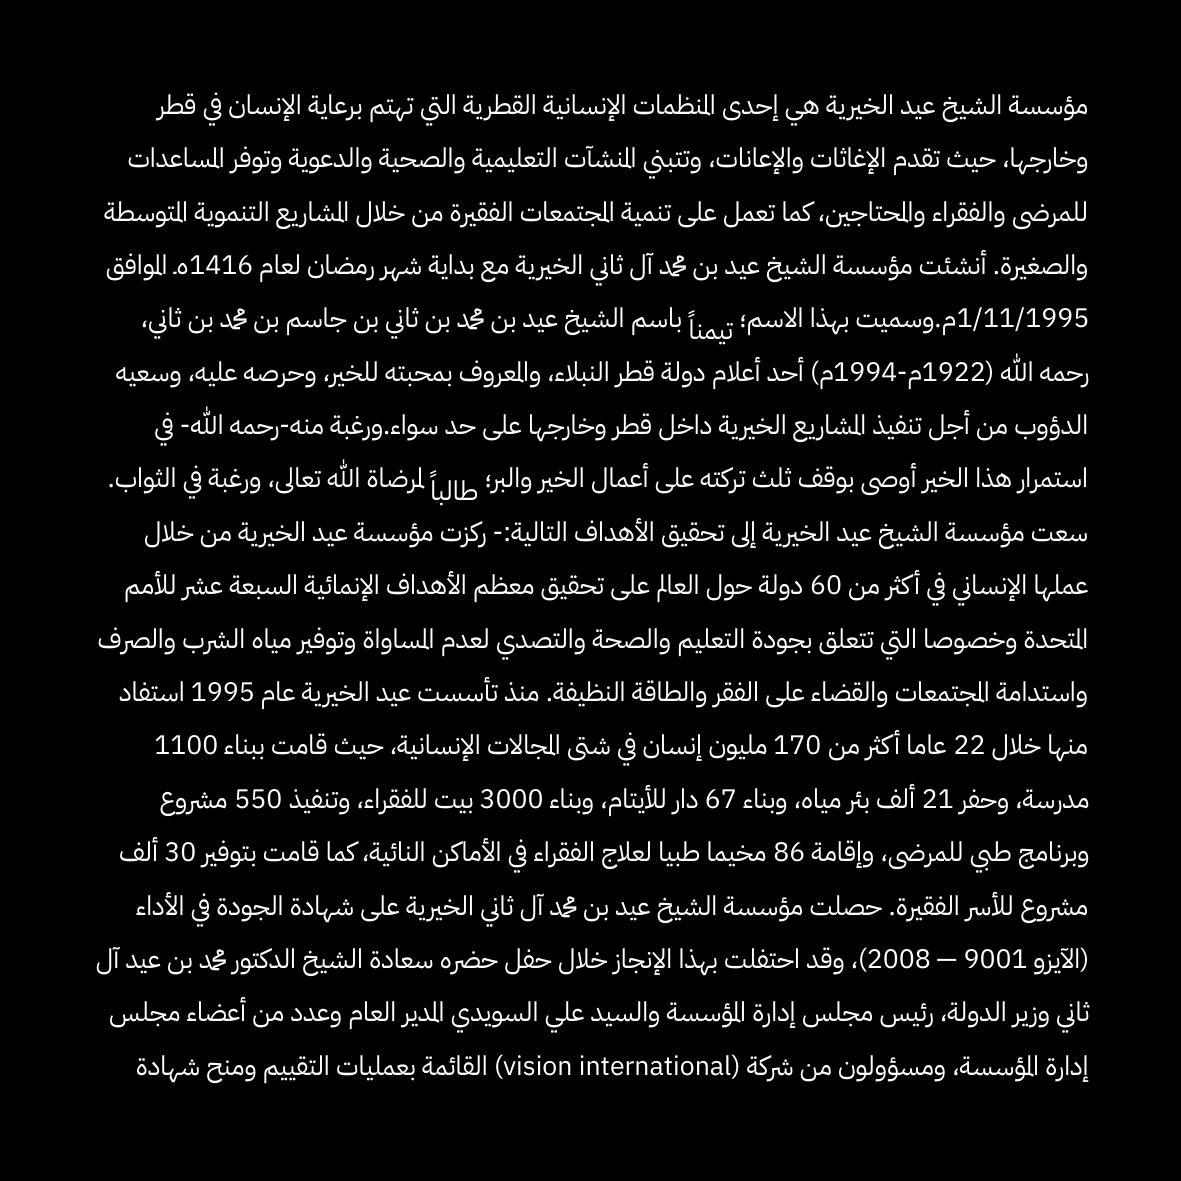 مؤسسة الشيخ عيد الخيرية هي إحدى المنظمات الإنسانية القطرية التي تهتم برعاية الإنسان في قطر
وخارجها، حيث تقدم الإغاثات والإعانات، وتتبني المنشآت التعليمية والصحية والدعوية وتوفر المساعدات
للمرضى والفقراء والمحتاجين، كما تعمل على تنمية المجتمعات الفقيرة من خلال المشاريع التنموية المتوسطة
والصغيرة. أنشئت مؤسسة الشيخ عيد بن محمد آل ثاني الخيرية مع بداية شهر رمضان لعام 1416ه. الموافق
1/11/1995م.وسميت بهذا الاسم؛ تيمناً باسم الشيخ عيد بن محمد بن ثاني بن جاسم بن محمد بن ثاني،
رحمه الله (1922م-1994م) أحد أعلام دولة قطر النبلاء، والمعروف بمحبته للخير، وحرصه عليه، وسعيه
الدؤوب من أجل تنفيذ المشاريع الخيرية داخل قطر وخارجها على حد سواء.ورغبة منه-رحمه الله- في
استمرار هذا الخير أوصى بوقف ثلث تركته على أعمال الخير والبر؛ طالباً لمرضاة الله تعالى، ورغبة في الثواب.
سعت مؤسسة الشيخ عيد الخيرية إلى تحقيق الأهداف التالية:- ركزت مؤسسة عيد الخيرية من خلال
عملها الإنساني في أكثر من 60 دولة حول العالم على تحقيق معظم الأهداف الإنمائية السبعة عشر للأمم
المتحدة وخصوصا التي تتعلق بجودة التعليم والصحة والتصدي لعدم المساواة وتوفير مياه الشرب والصرف
واستدامة المجتمعات والقضاء على الفقر والطاقة النظيفة. منذ تأسست عيد الخيرية عام 1995 استفاد
منها خلال 22 عاما أكثر من 170 مليون إنسان في شتى المجالات الإنسانية، حيث قامت ببناء 1100
مدرسة، وحفر 21 ألف بئر مياه، وبناء 67 دار للأيتام، وبناء 3000 بيت للفقراء، وتنفيذ 550 مشروع
وبرنامج طبي للمرضى، وإقامة 86 مخيما طبيا لعلاج الفقراء في الأماكن النائية، كما قامت بتوفير 30 ألف
مشروع للأسر الفقيرة. حصلت مؤسسة الشيخ عيد بن محمد آل ثاني الخيرية على شهادة الجودة في الأداء
(الآيزو 9001 – 2008)، وقد احتفلت بهذا الإنجاز خلال حفل حضره سعادة الشيخ الدكتور محمد بن عيد آل
ثاني وزير الدولة، رئيس مجلس إدارة المؤسسة والسيد علي السويدي المدير العام وعدد من أعضاء مجلس
إدارة المؤسسة، ومسؤولون من شركة (vision international) القائمة بعمليات التقييم ومنح شهادة